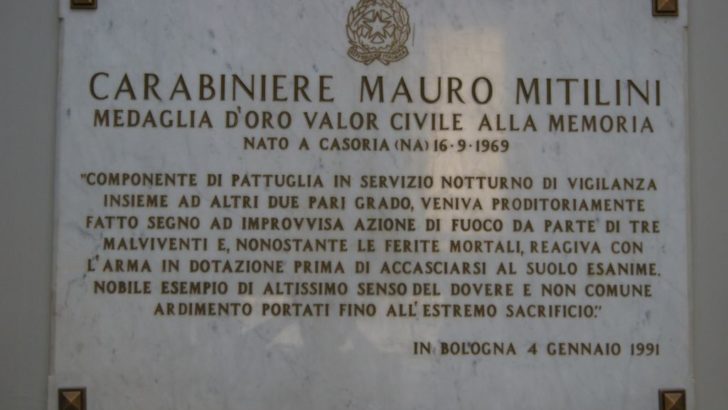 CARABINIERE MAURO MITILINI
MEDAGLIA D'ORO VALOR CIVILE ALLA MEMORIA
NATO A CASORIA (NA) 16-9-1969
"COMPONENTE DI PATTUGLIA IN SERVIZIO NOTTURNO DI VIGILANZA
INSIEME AD ALTRI DUE PARI GRADO, VENIVA PRODITORIAMENTE
FATTO SEGNO AD IMPROVVISA AZIONE DI FUOCO DA PARTE DI TRE
MALVIVENTI E, NONOSTANTE LE FERITE MORTALI, REAGIVA CON
L'ARMA IN DOTAZIONE PRIMA DI ACCASCIARSI AL SUOLO ESANIME.
NOBILE ESEMPIO DI ALTISSIMO SENSO DEL DOVERE E NON COMUNE
ARDIMENTO PORTATI FINO ALL'ESTREMO SACRIFICIO."
IN BOLOGNA 4 GENNAIO 1991